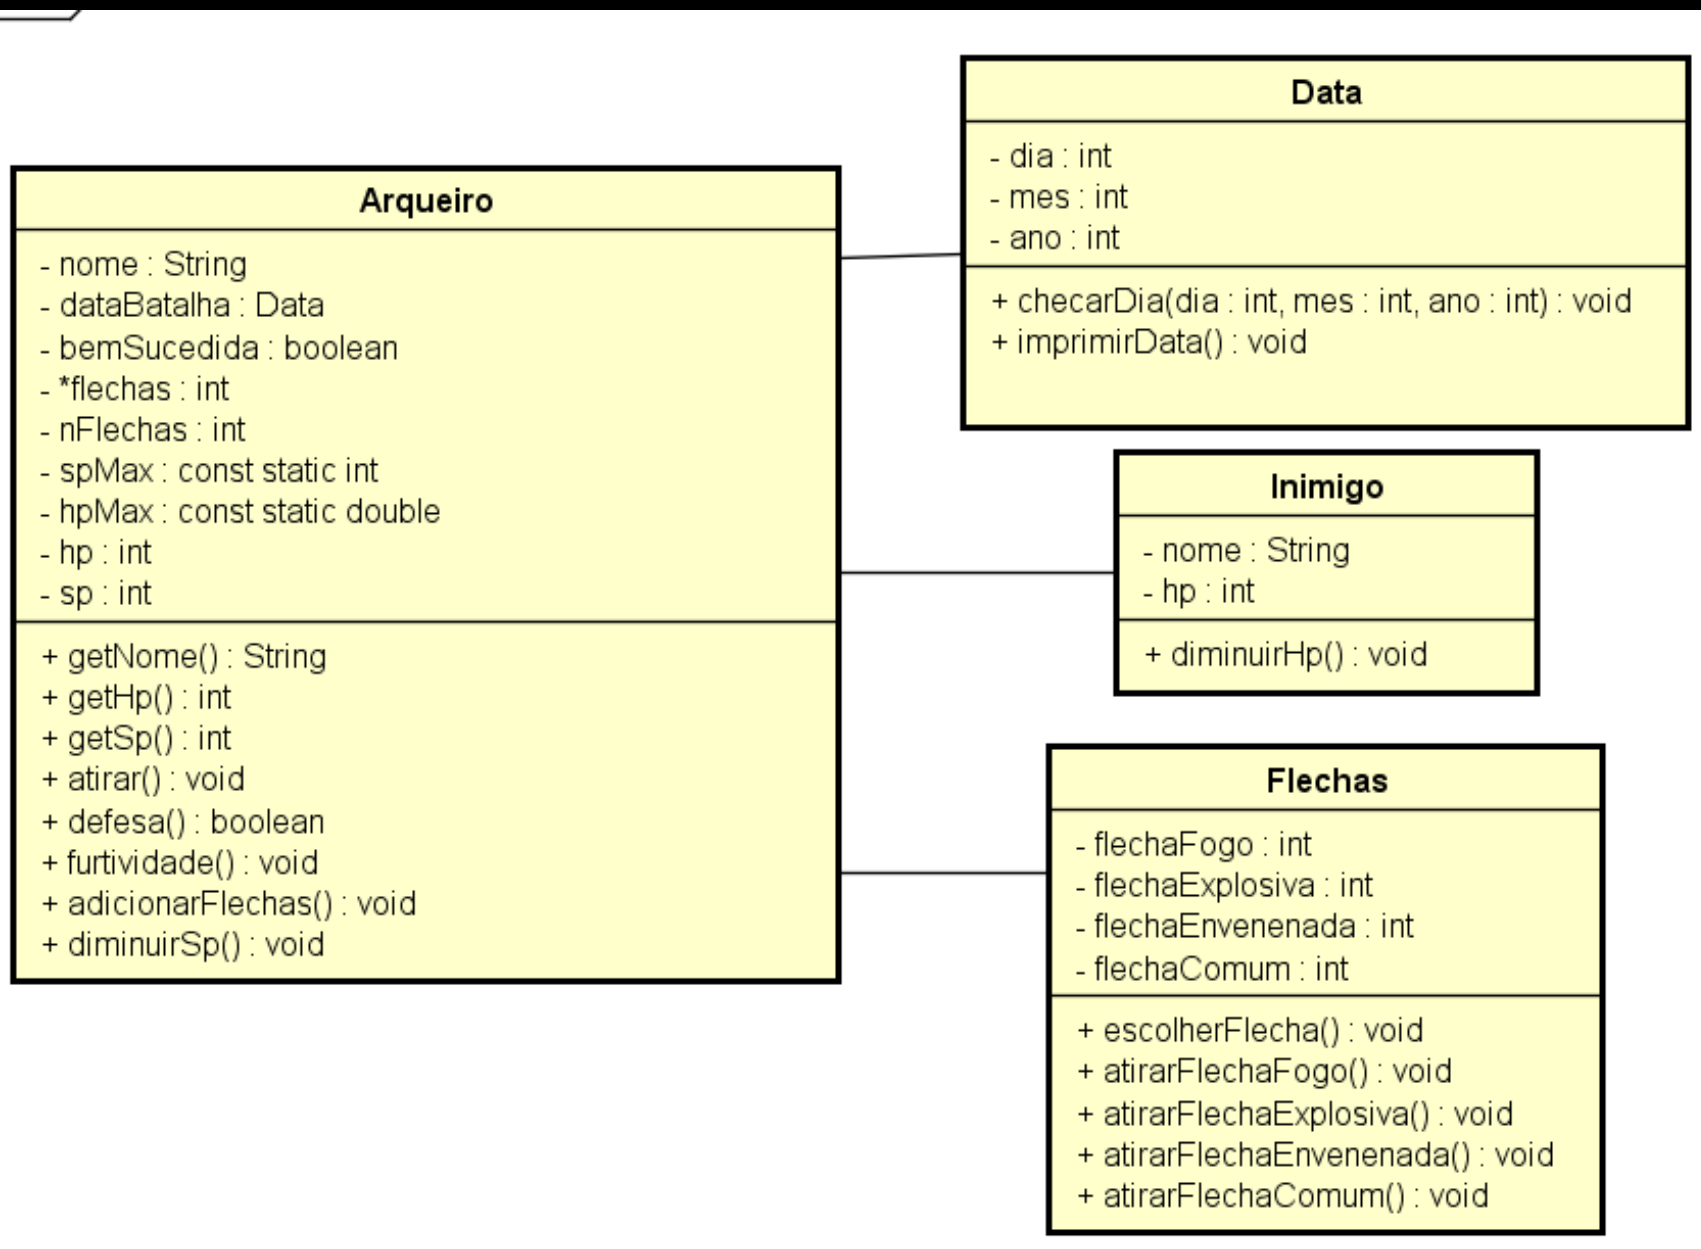 Arqueiro
- nome : String
- dataBatalha : Data
- bemSucedida : boolean
- *flechas : int
- nFlechas : int
- spMax : const static int
- hpMax : const static double
- hp : int
- sp : int
+ getNome() : String
+ getHp() : int
+ getSp() : int
+ atirar() : void
+ defesa() : boolean
+ furtividade() : void
+ adicionarFlechas() : void
+ diminuirSp() : void
Data
- dia : int
- mes : int
- ano : int
+ checarDia(dia : int, mes : int, ano : int) : void
+ imprimirData() : void
Inimigo
- nome : String
- hp : int
+ diminuirHp() : void
Flechas
- flechaFogo : int
- flechaExplosiva : int
- flechaEnvenenada : int
- flechaComum : int
+ escolherFlecha() : void
+ atirarFlechaFogo() : void
+ atirarFlechaExplosiva() : void
+ atirarFlechaEnvenenada() : void
+ atirarFlechaComum() : void